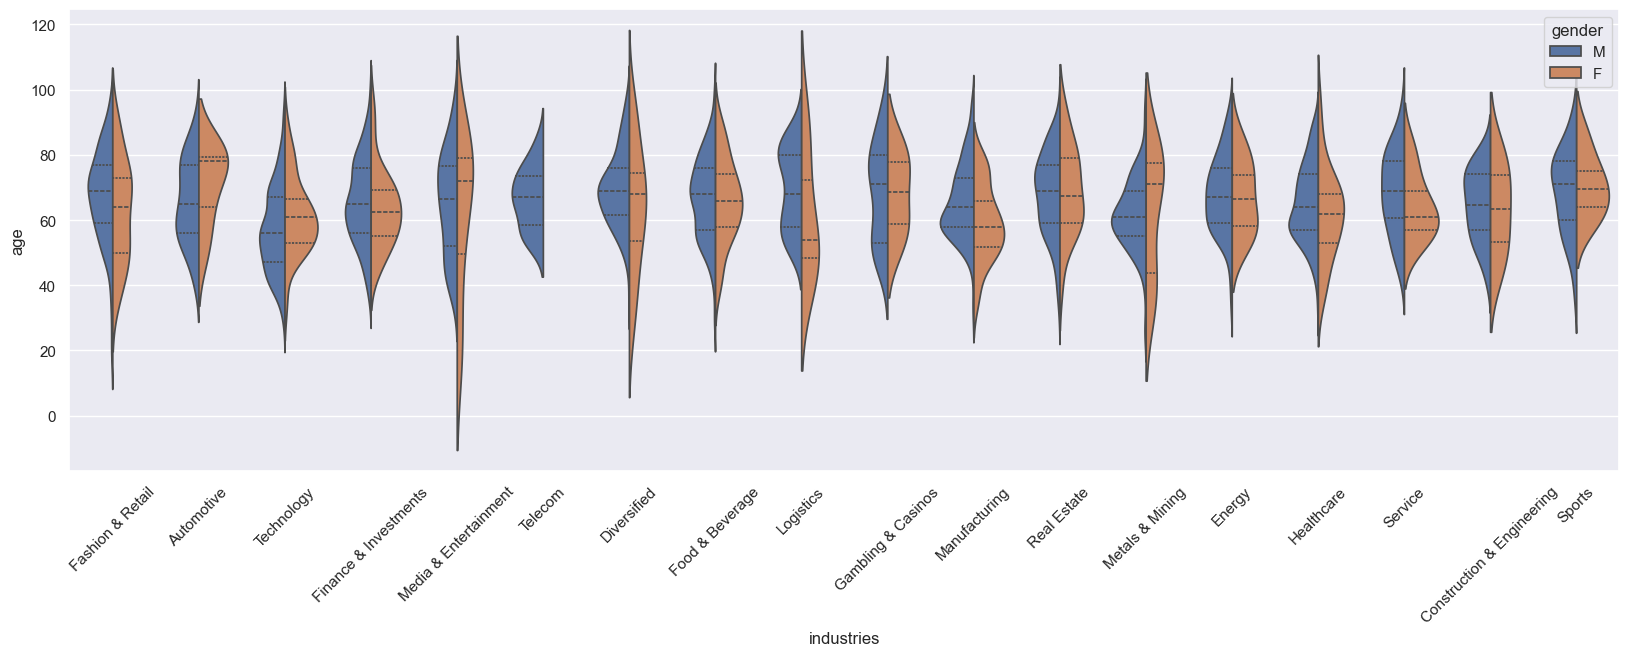 120
100
80
60
40
20
0
age
gender
M
F
Fashion & Retail
Automotive
Technology
Finance & Investments
Media & Entertainment
Telecom
Diversified
Food & Beverage
Logistics
Gambling & Casinos
Manufacturing
Real Estate
Metals & Mining
Energy
Healthcare
Service
Construction & Engineering
Sports
industries